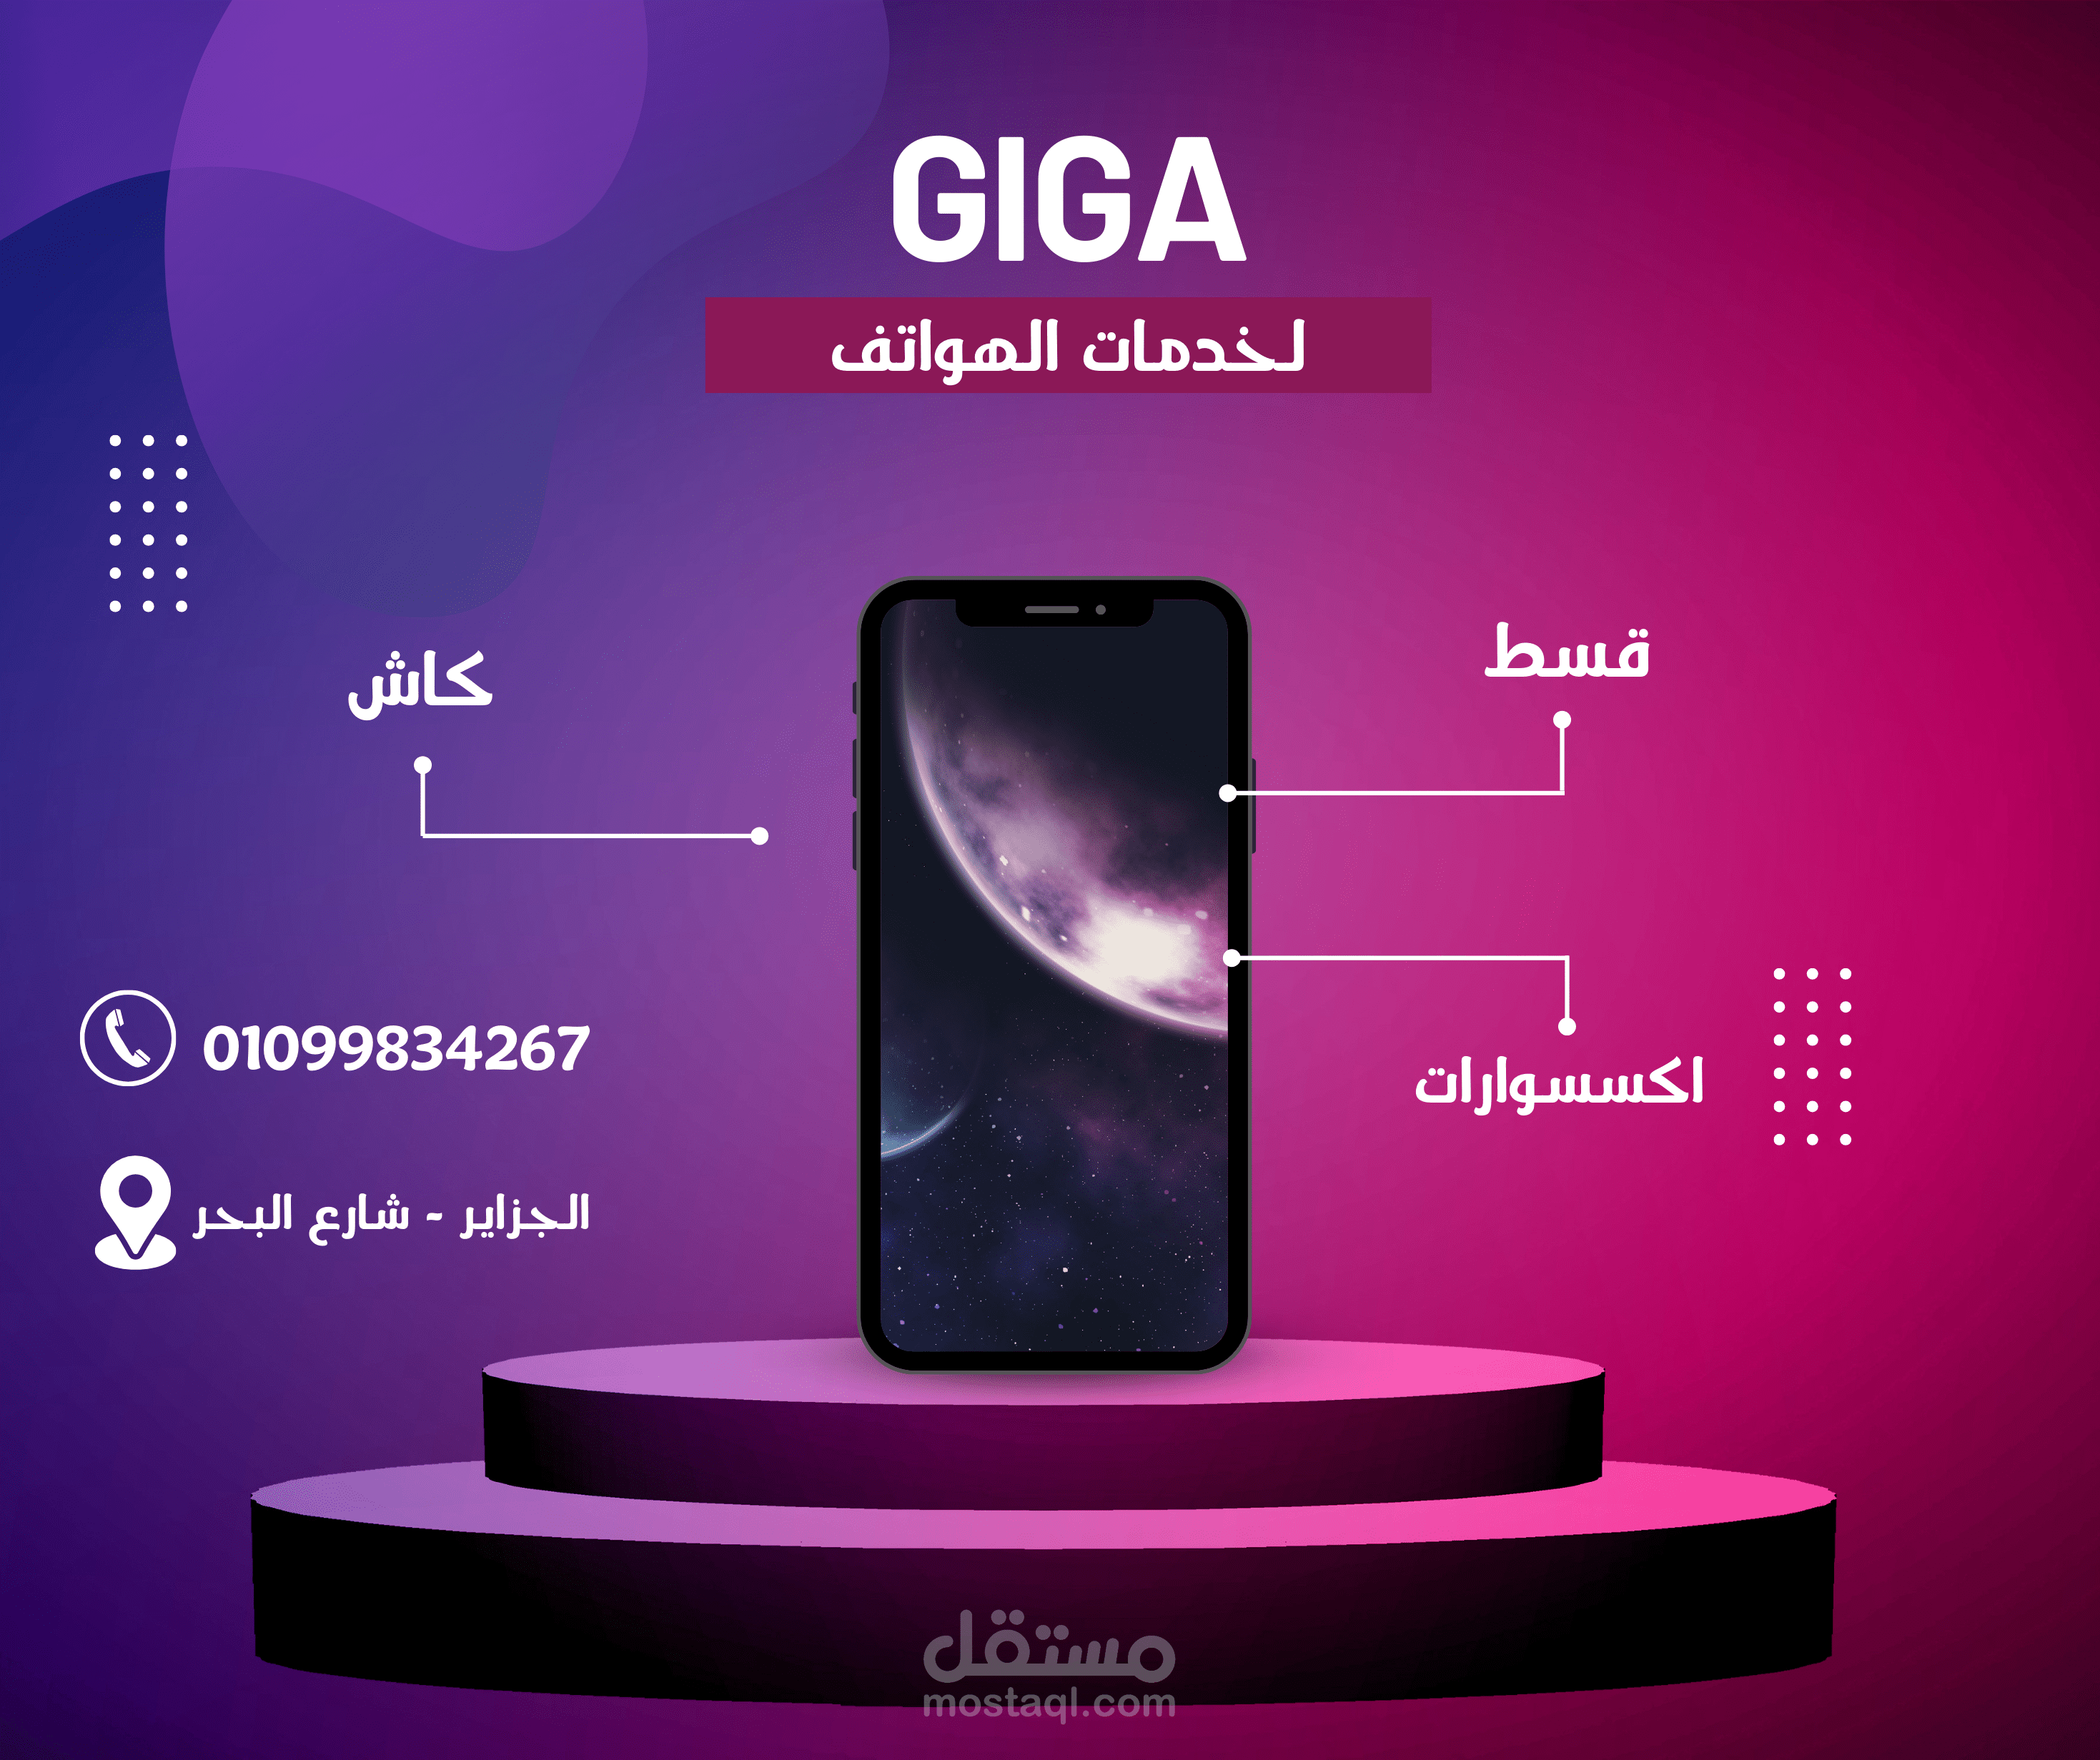 GIGA
لخدمات الهواتف
قسط
كاش
اكسسوارات
01099834267
الجزاير - شارع البحر
مستقل
mostaql.com